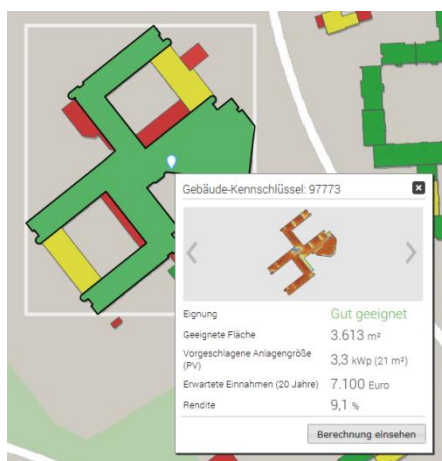 Gebäude-Kennschlüssel: 97773
Eignung Gut geeignet
Geeignete Fläche 3.613 m²
Vorgeschlagene Anlagengröße
(PV) 3,3 kWp (21 m²)
Erwartete Einnahmen (20 Jahre) 7.100 Euro
Rendite 9,1 %
Berechnung einsehen